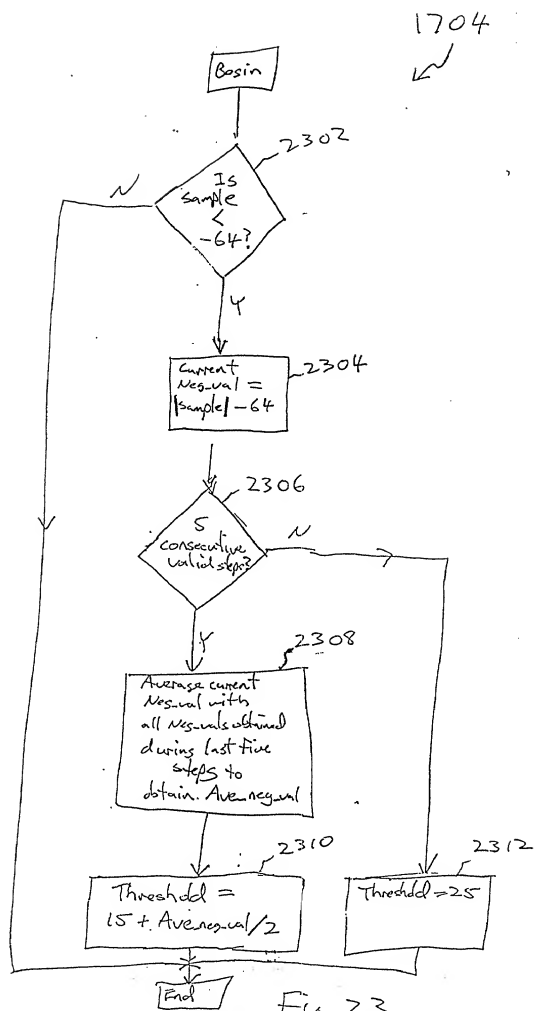 1704
Begin
2302
N
Is
sample
<
-64?
Y
Current
Neg_val =
|sample| -64
2304
2306
5
consecutive
valid steps?
N
Y
2308
Average current
Neg_val with
all Neg_vals obtained
during last five
steps to
obtain. Ave_neg_val
2310
Threshold =
15 + Ave_neg_val/2
2312
Threshold = 25
End
Fig 23